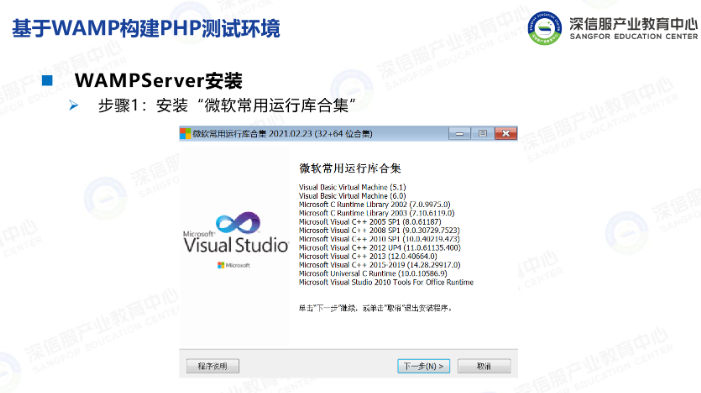 基于WAMP构建PHP测试环境
深信服产业教育中心
SANGFOR EDUCATION CENTER
WAMPServer安装
步骤1：安装“微软常用运行库合集”
微软常用运行库合集 2021.02.23 (32+64 位合集)
微软常用运行库合集
Visual Basic Virtual Machine (5.1)
Visual Basic Virtual Machine (6.0)
Microsoft C Runtime Library 2002 (7.0.9975.0)
Microsoft C Runtime Library 2003 (7.10.6119.0)
Microsoft Visual C++ 2005 SP1 (8.0.61187)
Microsoft Visual C++ 2008 SP1 (9.0.30729.7523)
Microsoft Visual C++ 2010 SP1 (10.0.40219.473)
Microsoft Visual C++ 2012 UP4 (11.0.61135.400)
Microsoft Visual C++ 2013 (12.0.40664.0)
Microsoft Visual C++ 2015-2019 (14.28.29917.0)
Microsoft Universal C Runtime (10.0.10586.9)
Microsoft Visual Studio 2010 Tools For Office Runtime
Microsoft
Visual Studio
Microsoft
单击“下一步”继续，或单击“取消”退出安装程序。
程序说明
下一步(N) >
取消